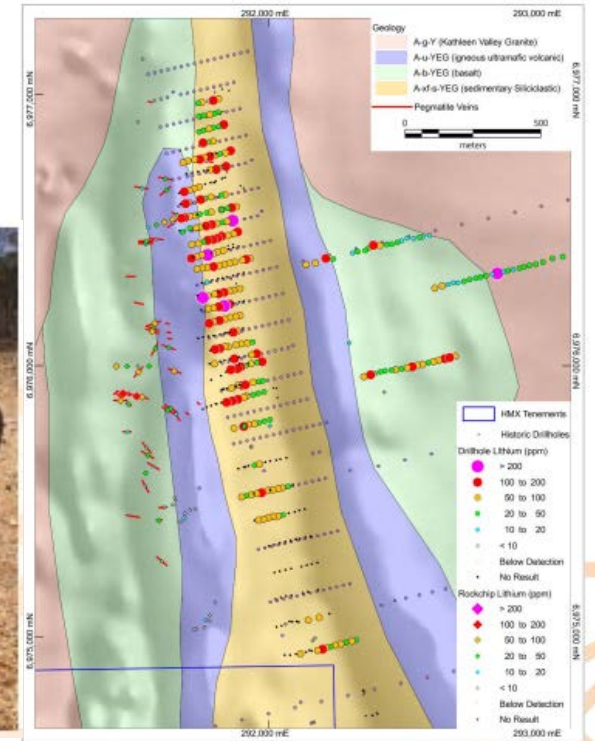 292,000 mE
293,000 mE
Geology
A-g-Y (Kathleen Valley Granite)
A-u-YEG (igneous ultramafic volcanic)
A-b-YEG (basalt)
A-xf-s-YEG (sedimentary Siliciclastic)
Pegmatite Veins
0 500
meters
6,977,000 mN
6,977,000 mN
6,976,000 mN
6,976,000 mN
HMX Tenements
Historic Drillholes
Drillhole Lithium (ppm)
> 200
100 to 200
50 to 100
20 to 50
10 to 20
< 10
Below Detection
No Result
Rockchip Lithium (ppm)
> 200
100 to 200
50 to 100
20 to 50
10 to 20
< 10
Below Detection
No Result
6,975,000 mN
6,975,000 mN
292,000 mE
293,000 mE